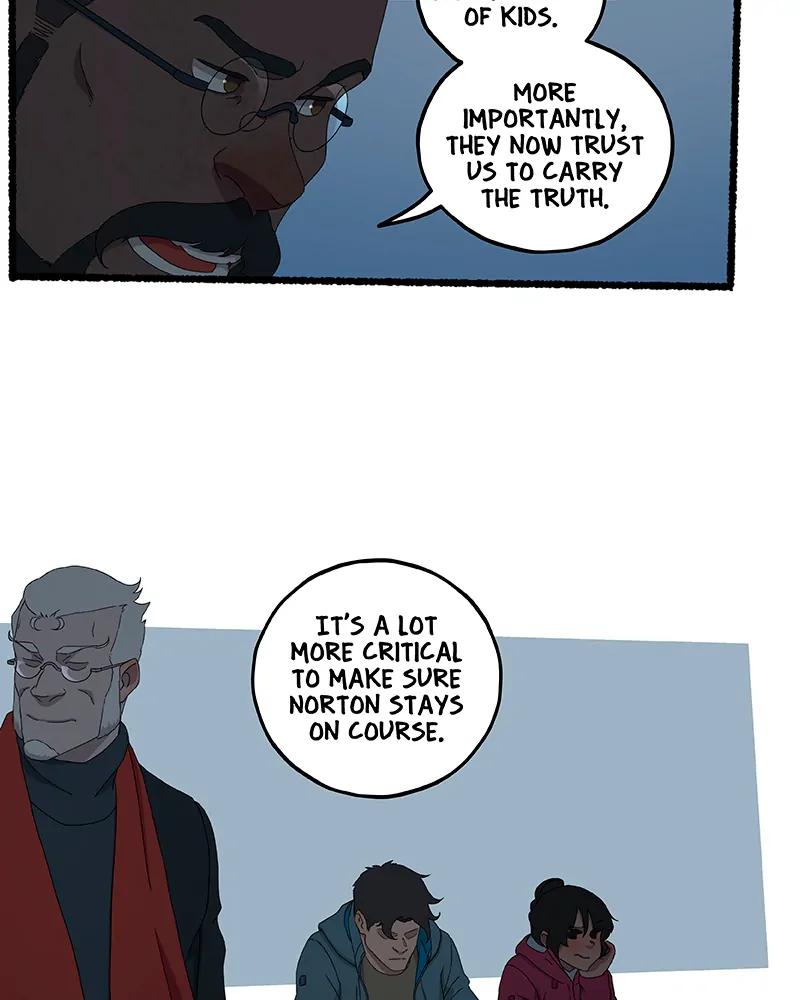 OF KIDS.
MORE
IMPORTANTLY,
THEY NOW TRUST
US TO CARRY
THE TRUTH.
IT'S A LOT
MORE CRITICAL
TO MAKE SURE
NORTON STAYS
ON COURSE.